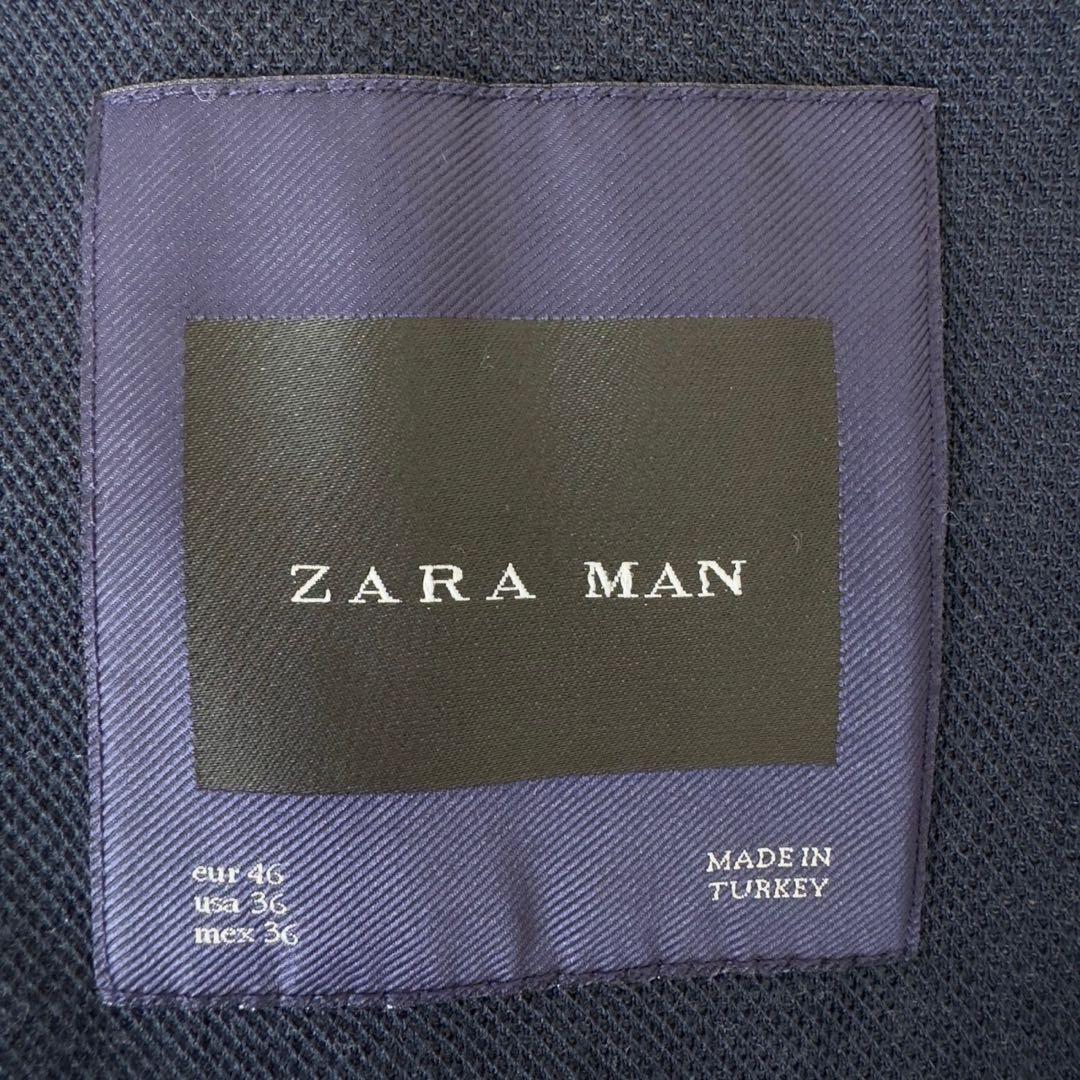 ZARA MAN
eur 46
usa 36
mex 36
MADE IN
TURKEY